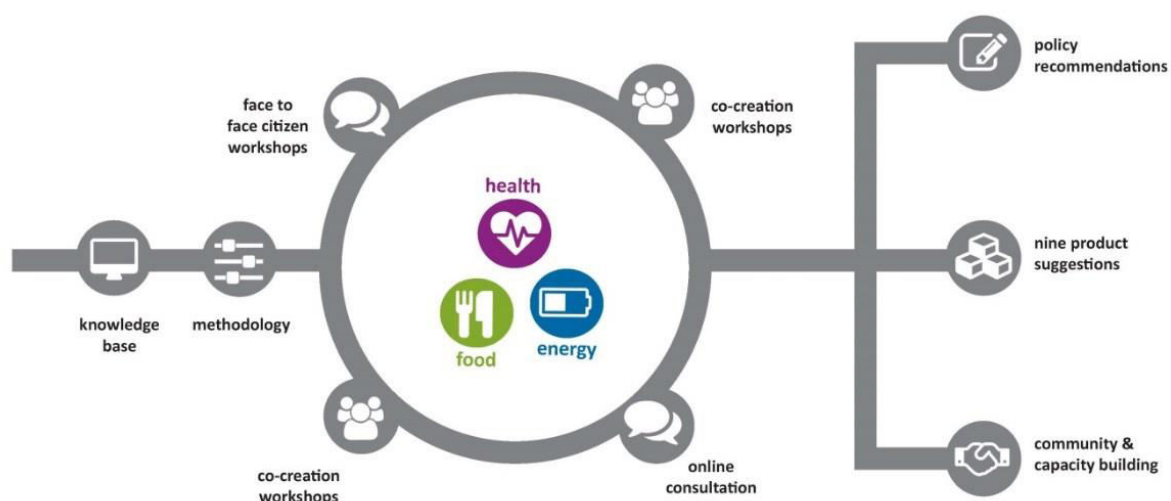 knowledge
base
methodology
face to
face citizen
workshops
co-creation
workshops
health
food
energy
co-creation
workshops
online
consultation
policy
recommendations
nine product
suggestions
community &
capacity building